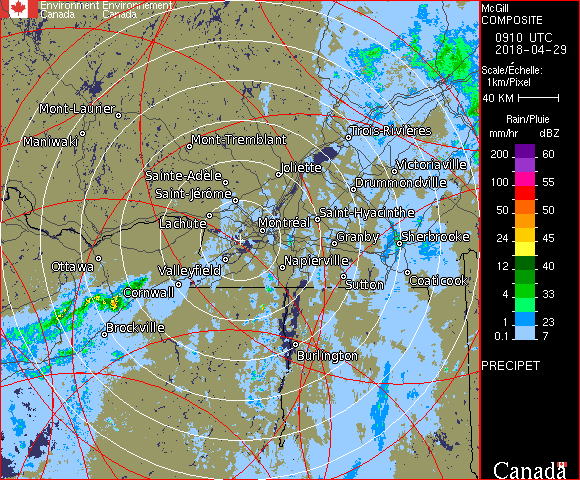 Environment Environnement
Canada Canada
McGill
COMPOSITE
0910 UTC
2018-04-29
Scale/Échelle:
1km/Pixel
40 KM
Rain/Pluie
mm/hr dBZ
200 60
100 55
50 50
24 45
12 40
4 33
1 23
0.1 7
PRECIPET
Canada
Mont-Laurier
Maniwaki
Mont-Tremblant
Trois-Rivières
Sainte-Adèle
Joliette
Victoriaville
Saint-Jérôme
Drummondville
Lachute
Montréal
Saint-Hyacinthe
Granby
Sherbrooke
Ottawa
Valleyfield
Napierville
Cornwall
Sutton
Coaticook
Brockville
Burlington